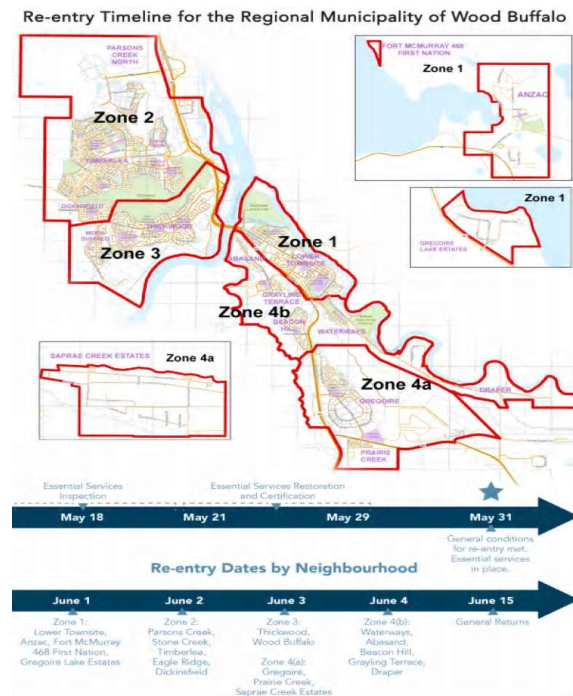 Re-entry Timeline for the Regional Municipality of Wood Buffalo
PARSONS
CREEK
NORTH
Zone 2
TIMBERLEA
DICKINSFIELD
THICKWOOD
WOOD
BUFFALO
Zone 3
FORT MCMURRAY 468
FIRST NATION
Zone 1
ANZAC
Zone 1
GREGOIRE
LAKE ESTATES
Zone 1
LOWER
TOWNSITE
ABASAND
GRAYLING
TERRACE
Zone 4b
BEACON
HILL
WATERWAYS
SAPRAE CREEK ESTATES
Zone 4a
Zone 4a
GREGOIRE
DRAPER
PRAIRIE
CREEK
Essential Services
Inspection
Essential Services Restoration
and Certification
May 18
May 21
May 29
May 31
General conditions
for re-entry met.
Essential services
in place.
Re-entry Dates by Neighbourhood
June 1
June 2
June 3
June 4
June 15
Zone 1:
Lower Townsite,
Anzac, Fort McMurray
468 First Nation,
Gregoire Lake Estates
Zone 2:
Parsons Creek,
Stone Creek,
Timberlea,
Eagle Ridge,
Dickinsfield
Zone 3:
Thickwood,
Wood Buffalo
Zone 4(a):
Gregoire,
Prairie Creek,
Saprae Creek Estates
Zone 4(b):
Waterways,
Abasand,
Beacon Hill,
Grayling Terrace,
Draper
General Returns